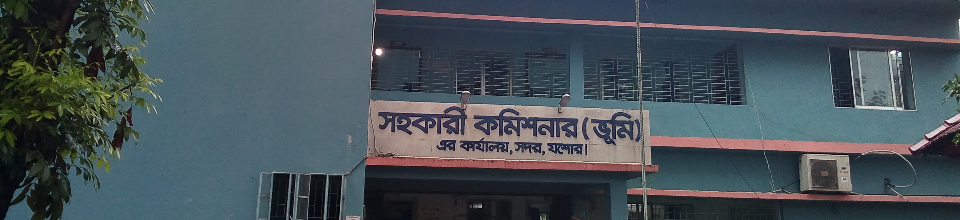 সহকারী কমিশনার (ভূমি)
এর কার্যালয়, সদর, যশোর।